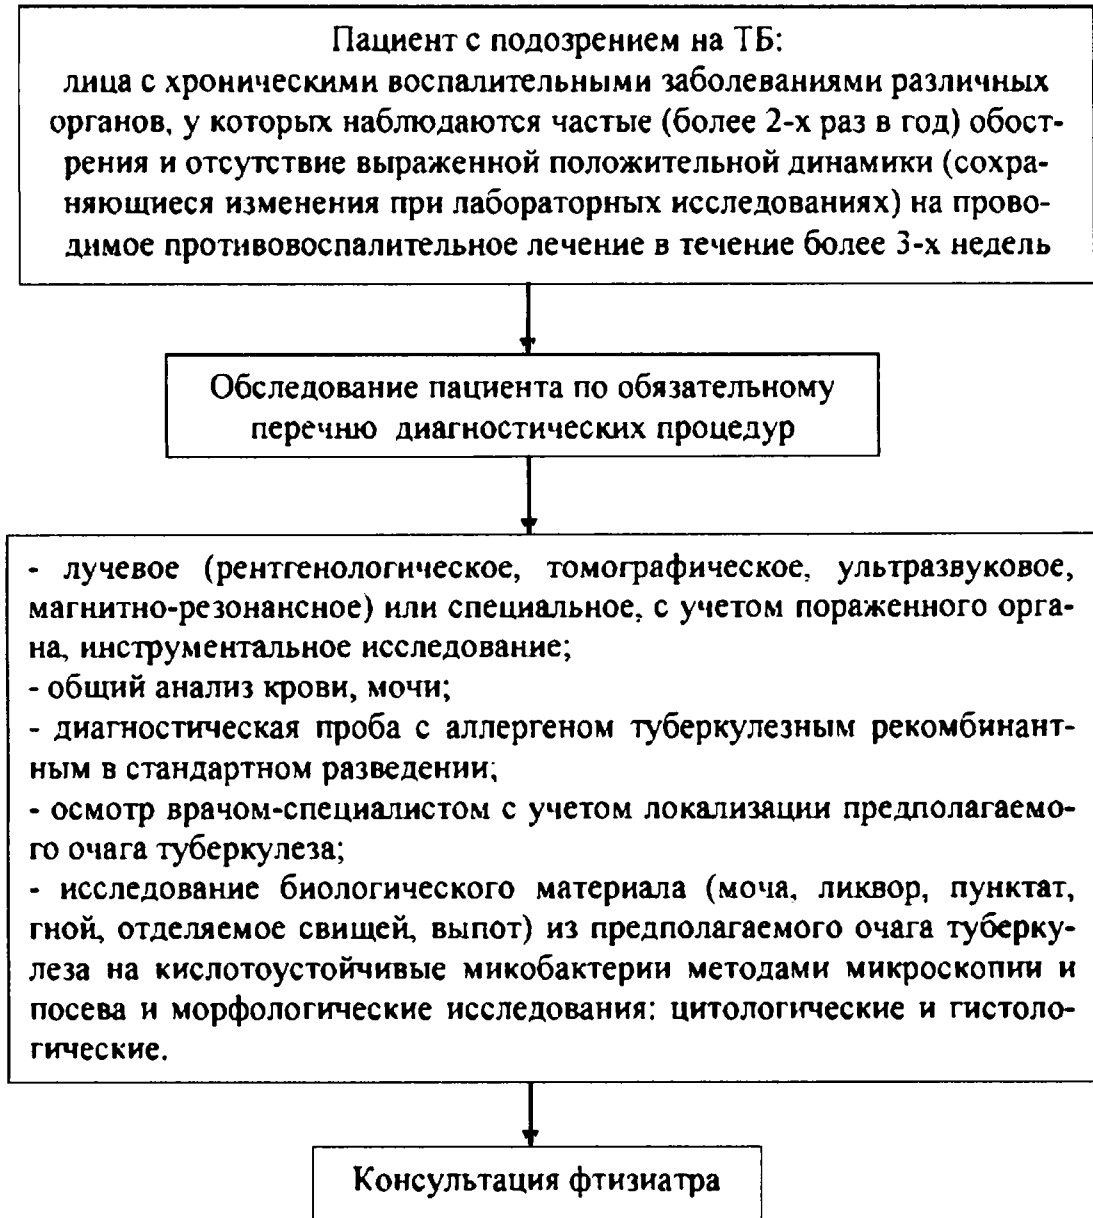 Пациент с подозрением на ТБ:
лица с хроническими воспалительными заболеваниями различных
органов, у которых наблюдаются частые (более 2-х раз в год) обост-
рения и отсутствие выраженной положительной динамики (сохра-
няющиеся изменения при лабораторных исследованиях) на прово-
димое противовоспалительное лечение в течение более 3-х недель
Обследование пациента по обязательному
перечню диагностических процедур
- лучевое (рентгенологическое, томографическое, ультразвуковое,
магнитно-резонансное) или специальное, с учетом пораженного орга-
на, инструментальное исследование;
- общий анализ крови, мочи;
- диагностическая проба с аллергеном туберкулезным рекомбинант-
ным в стандартном разведении;
- осмотр врачом-специалистом с учетом локализации предполагаемо-
го очага туберкулеза;
- исследование биологического материала (моча, ликвор, пунктат,
гной, отделяемое свищей, выпот) из предполагаемого очага туберку-
леза на кислотоустойчивые микобактерии методами микроскопии и
посева и морфологические исследования: цитологические и гистоло-
гические.
Консультация фтизиатра